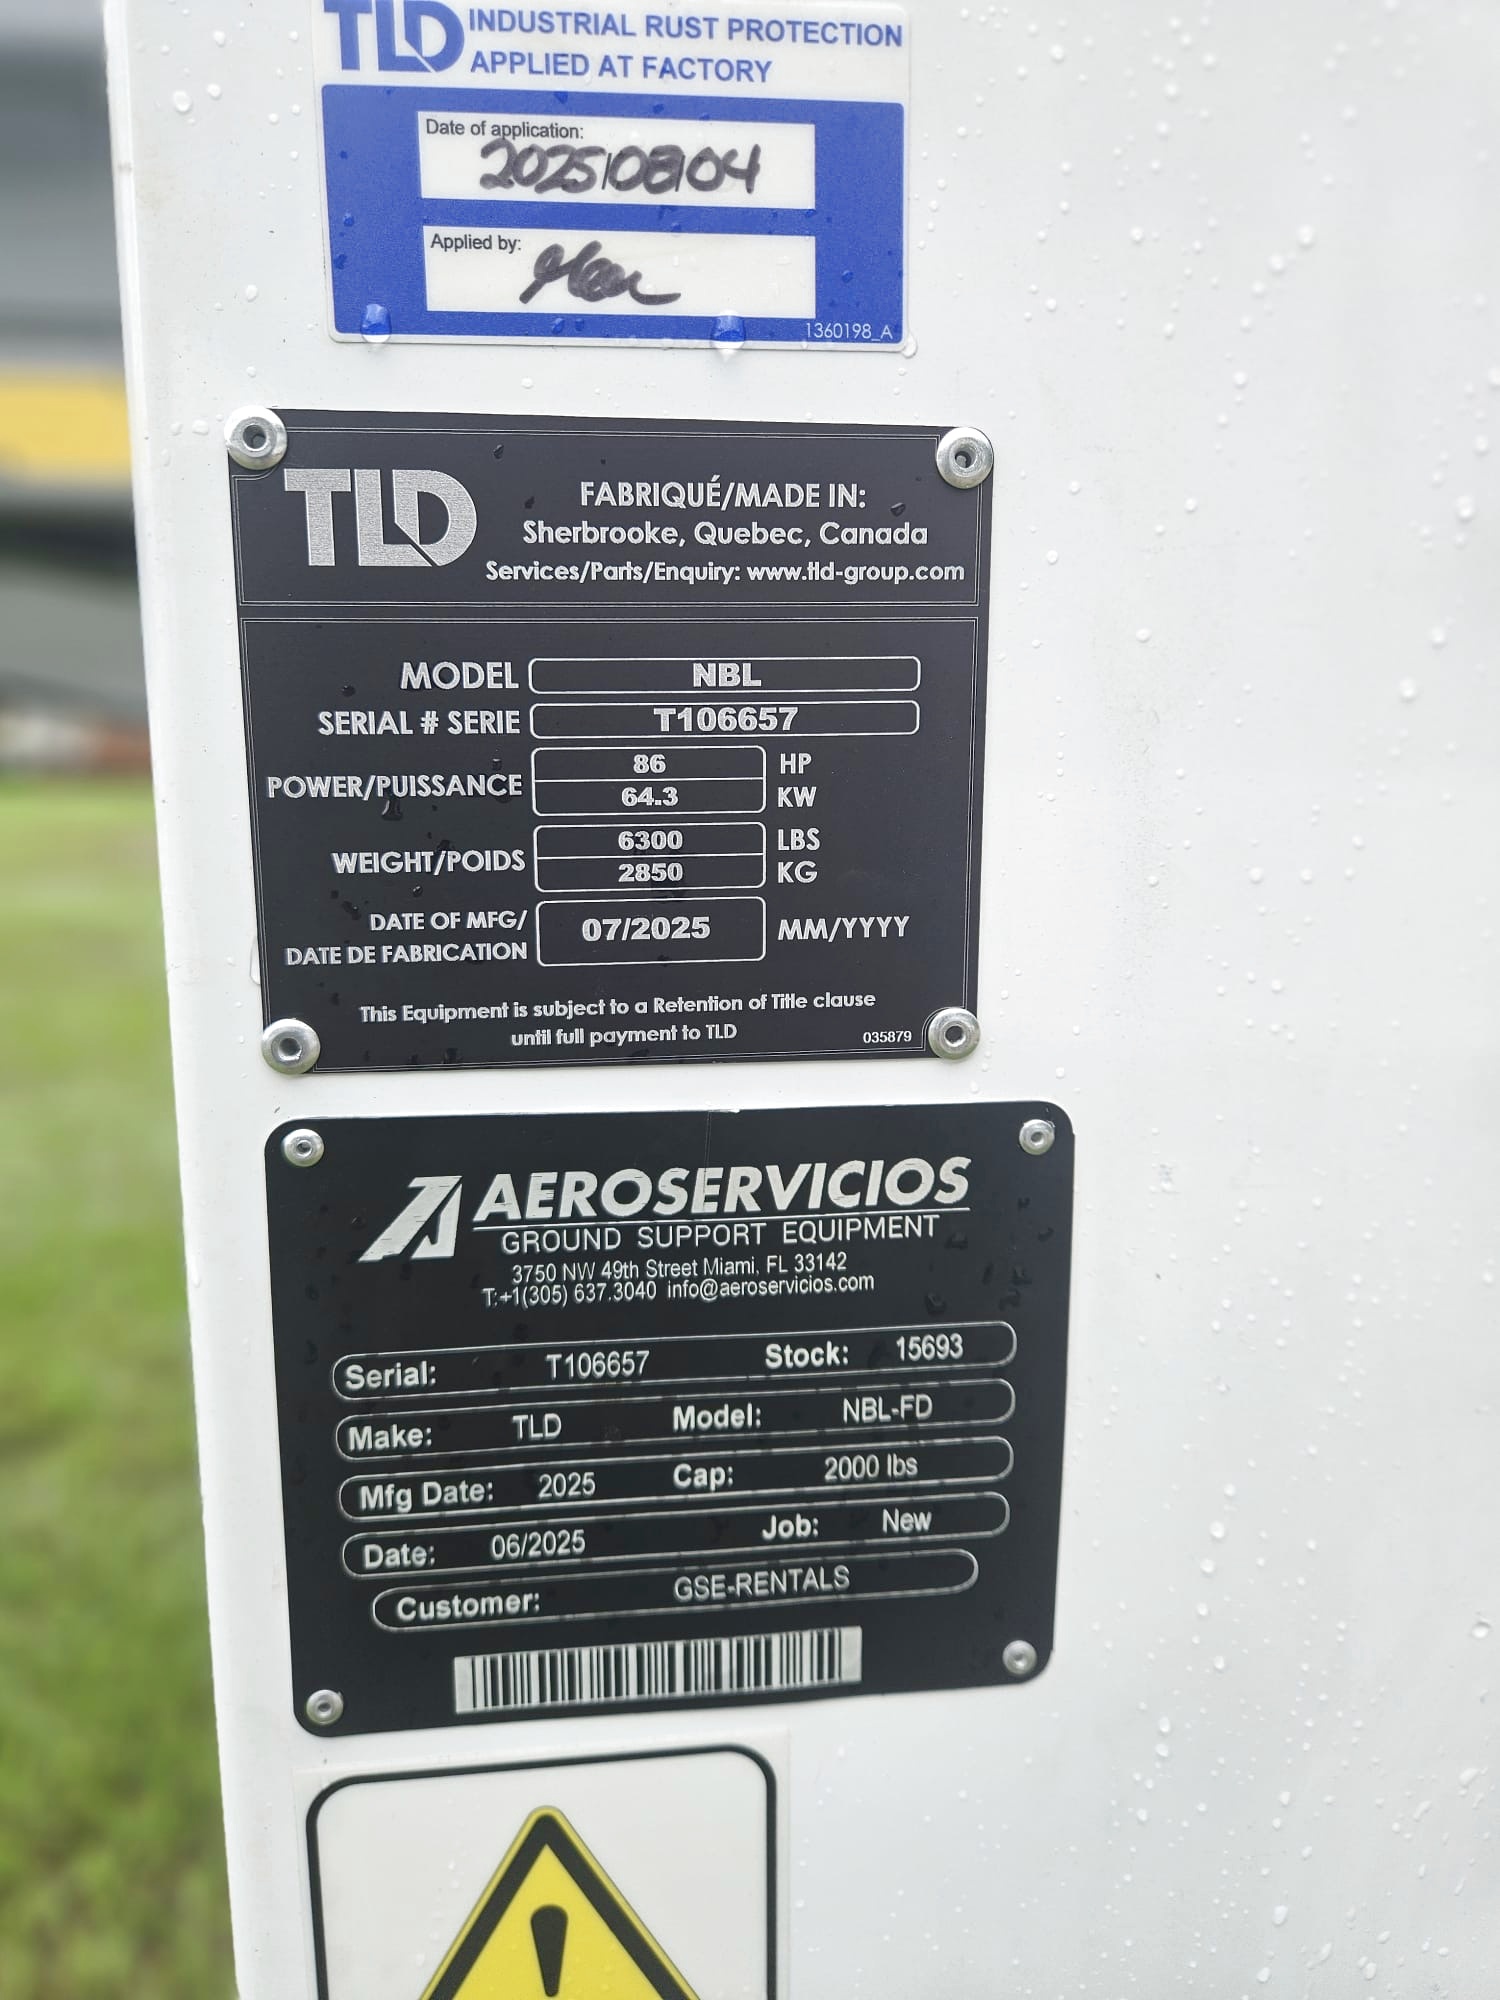 TLD INDUSTRIAL RUST PROTECTION
APPLIED AT FACTORY
Date of application:
2025/08/04
Applied by:
1360198_A
TLD
FABRIQUÉ/MADE IN:
Sherbrooke, Quebec, Canada
Services/Parts/Enquiry: www.tld-group.com
MODEL NBL
SERIAL # SERIE T106657
POWER/PUISSANCE 86 HP
64.3 KW
WEIGHT/POIDS 6300 LBS
2850 KG
DATE OF MFG/
DATE DE FABRICATION 07/2025 MM/YYYY
This Equipment is subject to a Retention of Title clause
until full payment to TLD 035879
AEROSERVICIOS
GROUND SUPPORT EQUIPMENT
3750 NW 49th Street Miami, FL 33142
T:+1(305) 637.3040 info@aeroservicios.com
Serial: T106657 Stock: 15693
Make: TLD Model: NBL-FD
Mfg Date: 2025 Cap: 2000 lbs
Date: 06/2025 Job: New
Customer: GSE-RENTALS